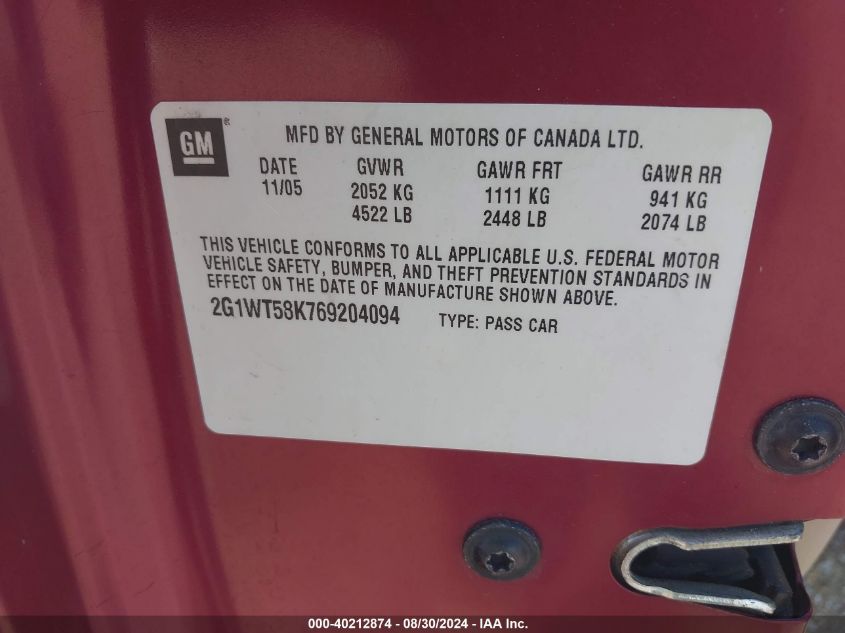 GM
MFD BY GENERAL MOTORS OF CANADA LTD.
DATE GVWR GAWR FRT GAWR RR
11/05 2052 KG 1111 KG 941 KG
4522 LB 2448 LB 2074 LB
THIS VEHICLE CONFORMS TO ALL APPLICABLE U.S. FEDERAL MOTOR
VEHICLE SAFETY, BUMPER, AND THEFT PREVENTION STANDARDS IN
EFFECT ON THE DATE OF MANUFACTURE SHOWN ABOVE.
2G1WT58K769204094 TYPE: PASS CAR
000-40212874 - 08/30/2024 - IAA Inc.